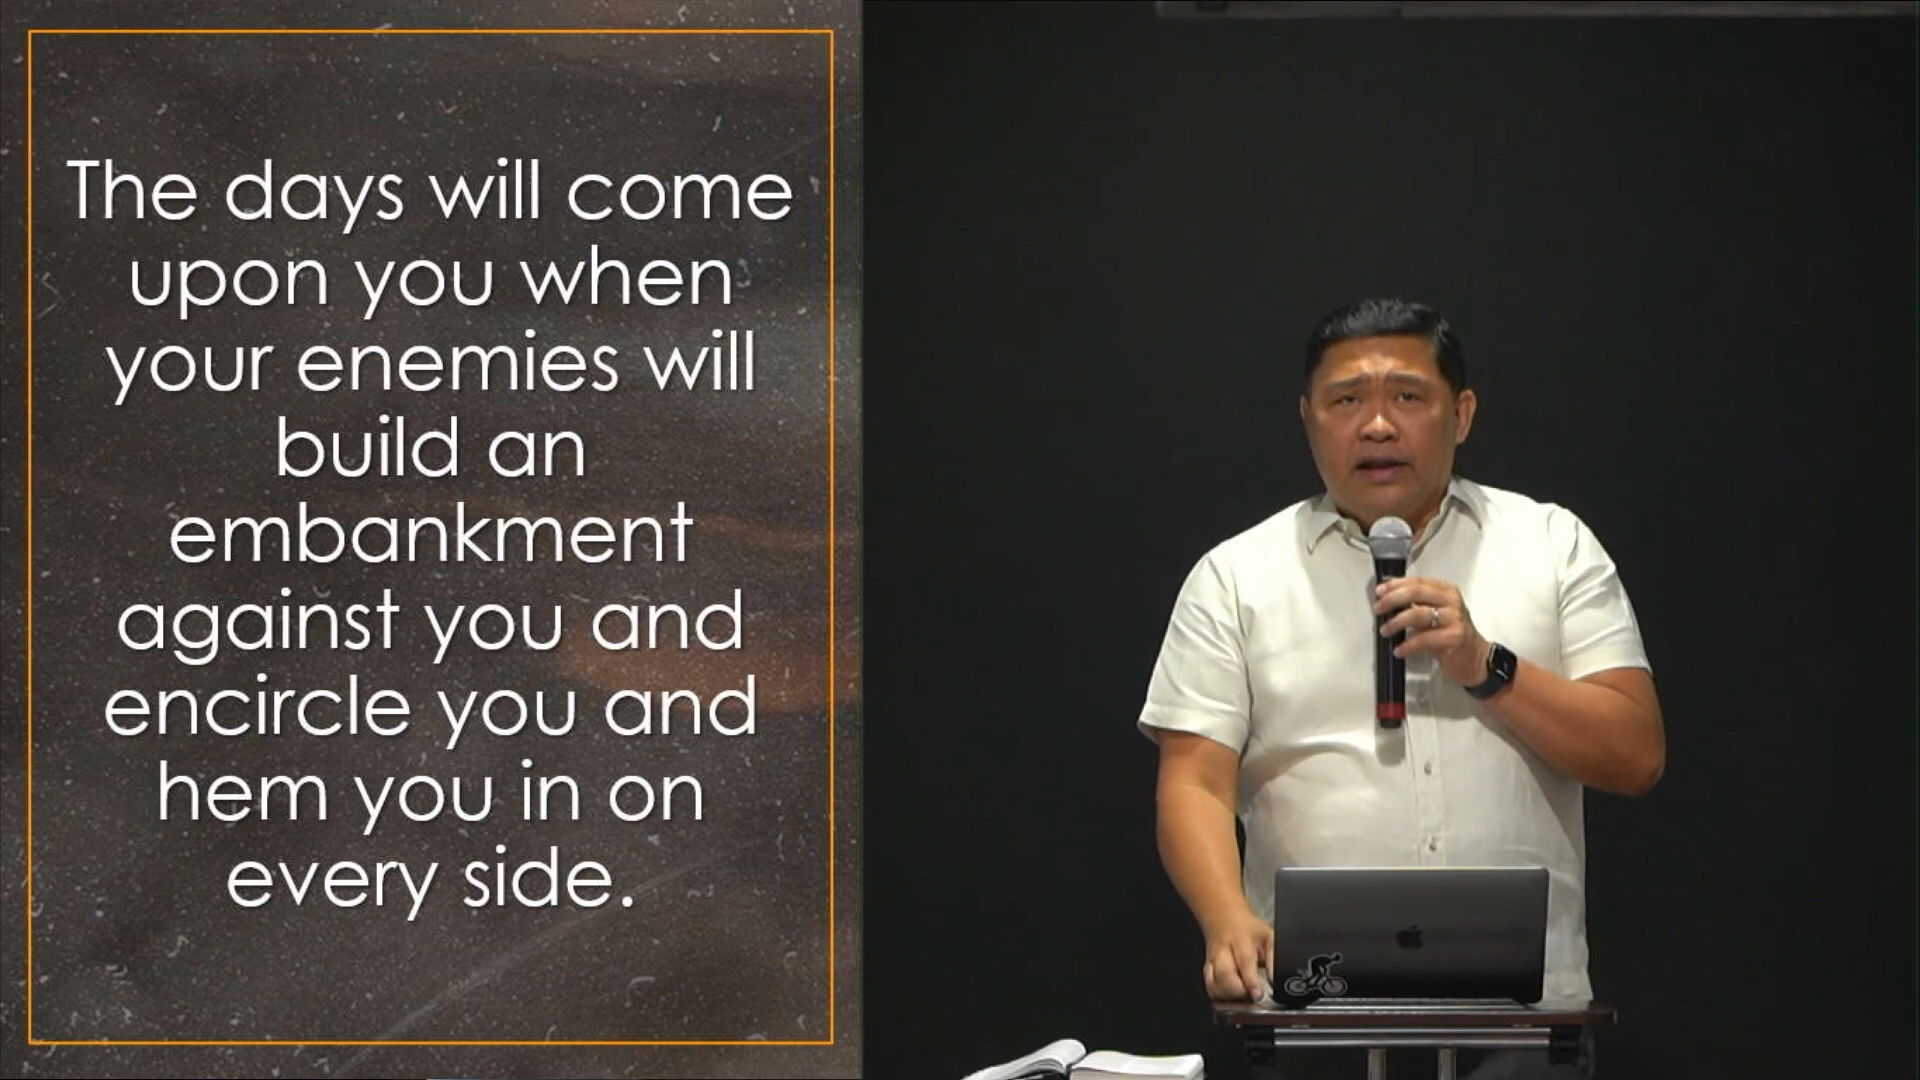 The days will come
upon you when
your enemies will
build an
embankment
against you and
encircle you and
hem you in on
every side.